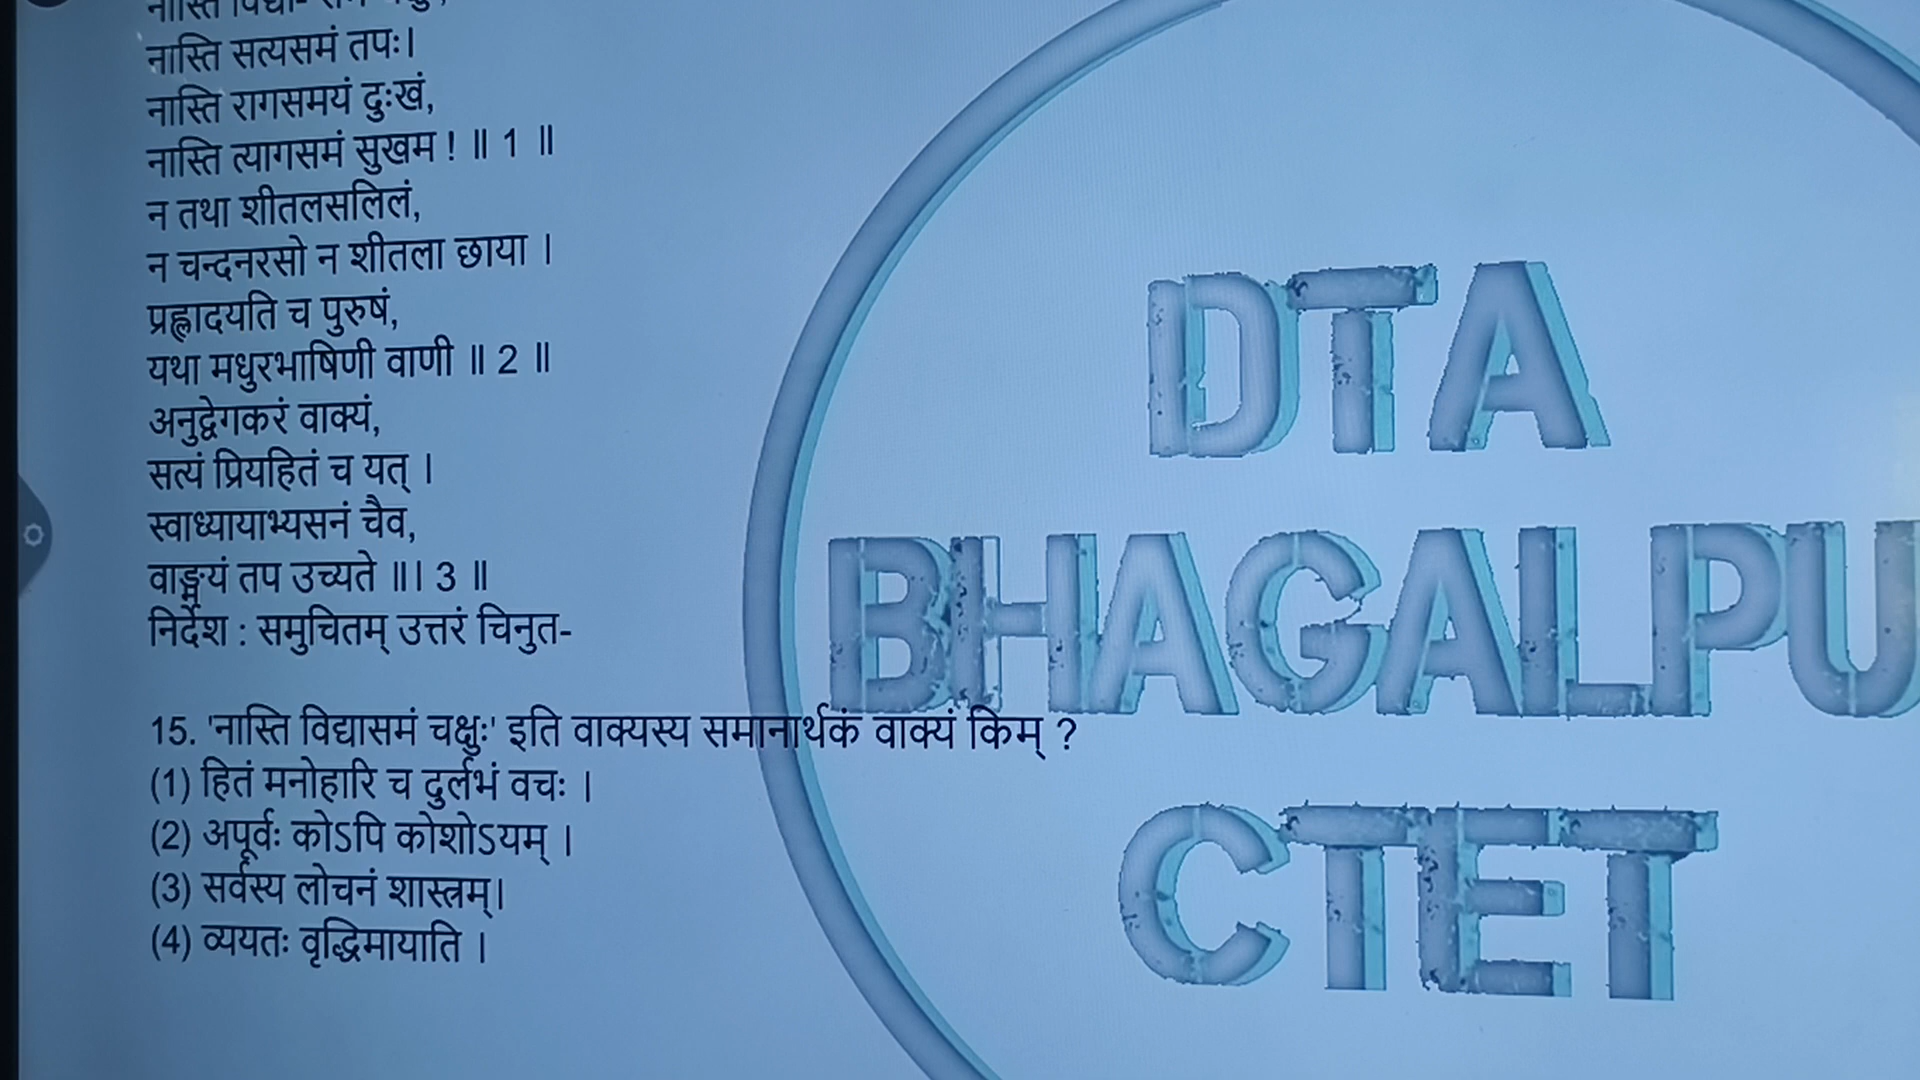 नास्ति विद्या- समं चक्षुः,
नास्ति सत्यसमं तपः।
नास्ति रागसमयं दुःखं,
नास्ति त्यागसमं सुखम ! ॥ 1 ॥
न तथा शीतलसलिलं,
न चन्दनरसो न शीतला छाया ।
प्रह्लादयति च पुरुषं,
यथा मधुरभाषिणी वाणी ॥ 2 ॥
अनुद्वेगकरं वाक्यं,
सत्यं प्रियहितं च यत् ।
स्वाध्यायाभ्यसनं चैव,
वाङ्मयं तप उच्यते ॥। 3 ॥
निर्देश : समुचितम् उत्तरं चिनुत-
15. 'नास्ति विद्यासमं चक्षुः' इति वाक्यस्य समानार्थकं वाक्यं किम् ?
(1) हितं मनोहारि च दुर्लभं वचः ।
(2) अपूर्वः कोऽपि कोशोऽयम् ।
(3) सर्वस्य लोचनं शास्त्रम्।
(4) व्ययतः वृद्धिमायाति ।
DTA
BHAGALPU
CTET